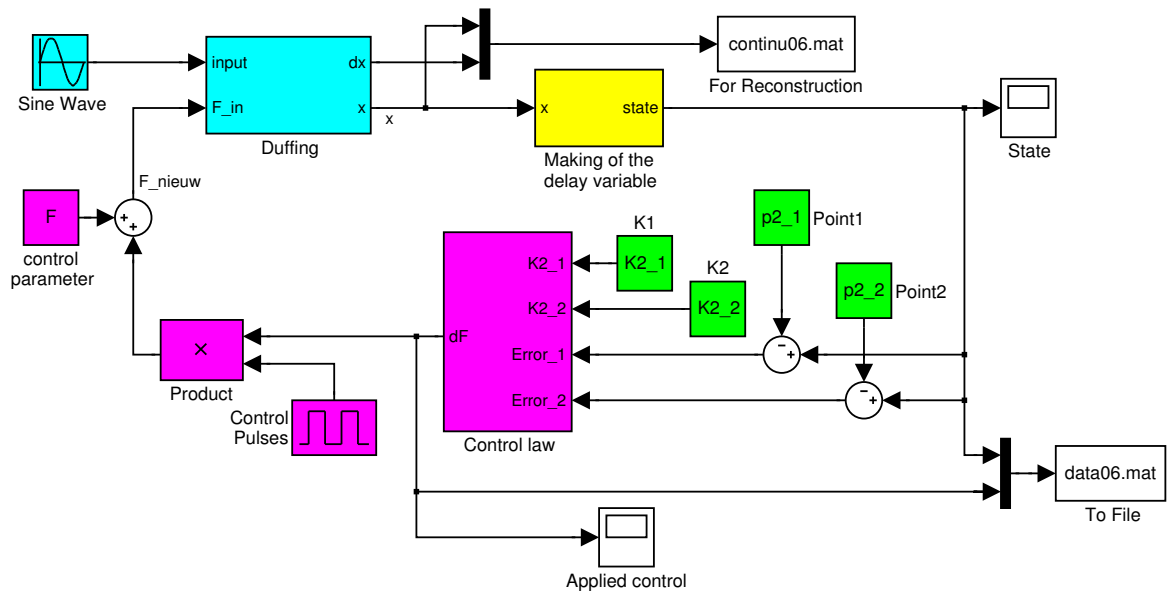 Sine Wave
input
F_in
dx
x
Duffing
x
continu06.mat
For Reconstruction
x
state
Making of the
delay variable
State
F_nieuw
F
control
parameter
+
+
K1
K2_1
K2
K2_2
p2_1
Point1
p2_2
Point2
K2_1
K2_2
dF
Error_1
Error_2
Control law
−
+
−
+
×
Product
Control
Pulses
data06.mat
To File
Applied control